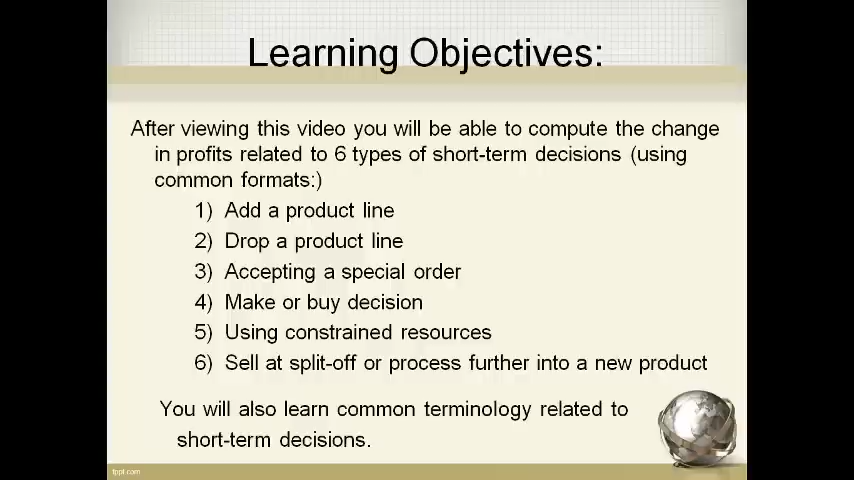 Learning Objectives:
After viewing this video you will be able to compute the change
in profits related to 6 types of short-term decisions (using
common formats:)
1) Add a product line
2) Drop a product line
3) Accepting a special order
4) Make or buy decision
5) Using constrained resources
6) Sell at split-off or process further into a new product
You will also learn common terminology related to
short-term decisions.
fppt.com